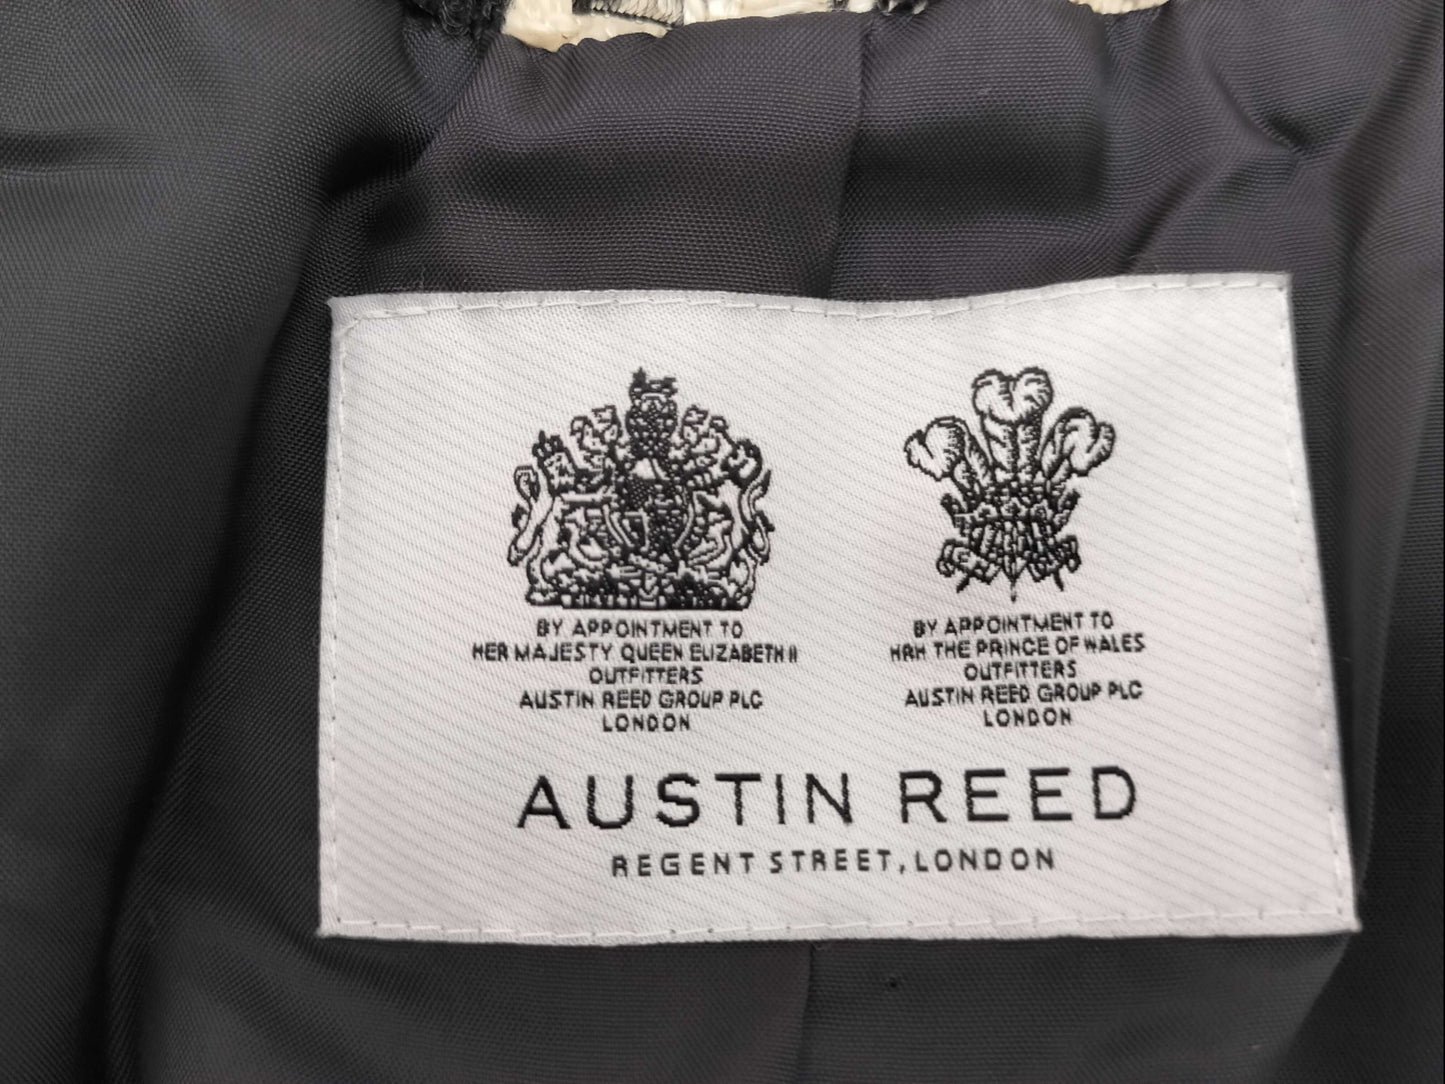 BY APPOINTMENT TO
HER MAJESTY QUEEN ELIZABETH II
OUTFITTERS
AUSTIN REED GROUP PLC
LONDON
BY APPOINTMENT TO
HRH THE PRINCE OF WALES
OUTFITTERS
AUSTIN REED GROUP PLC
LONDON
AUSTIN REED
REGENT STREET, LONDON